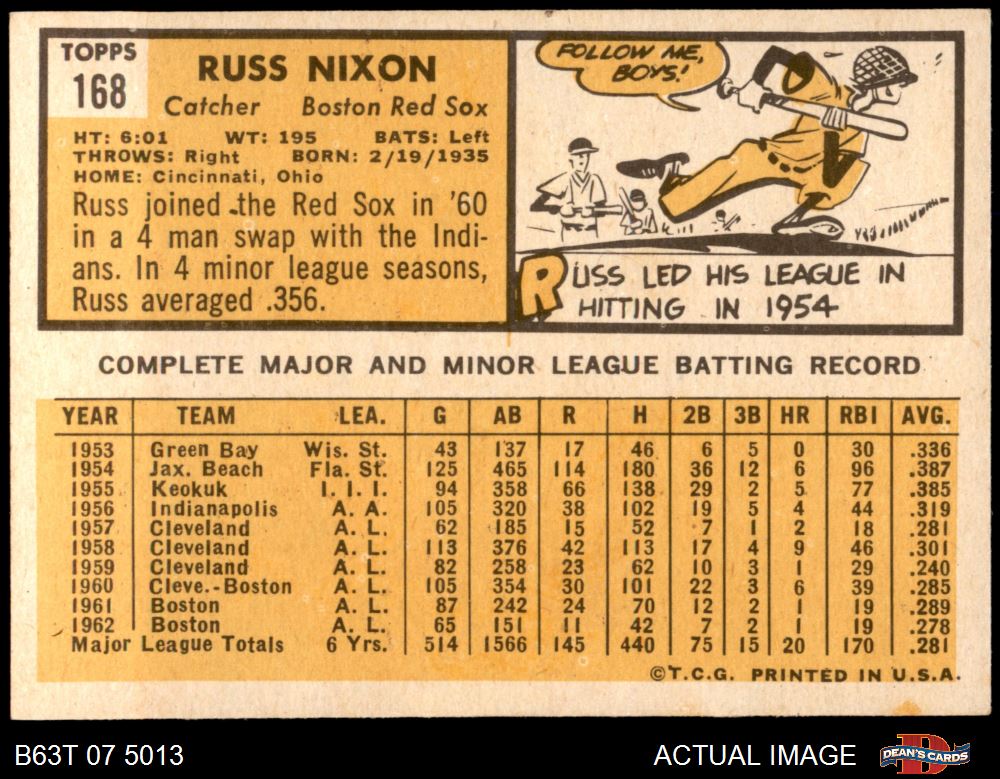 TOPPS
168
RUSS NIXON
Catcher Boston Red Sox
HT: 6:01 WT: 195 BATS: Left
THROWS: Right BORN: 2/19/1935
HOME: Cincinnati, Ohio
Russ joined the Red Sox in '60
in a 4 man swap with the Indi-
ans. In 4 minor league seasons,
Russ averaged .356.
FOLLOW ME,
BOYS!
RUSS LED HIS LEAGUE IN
HITTING IN 1954
COMPLETE MAJOR AND MINOR LEAGUE BATTING RECORD
YEAR TEAM LEA. G AB R H 2B 3B HR RBI AVG.
1953 Green Bay Wis. St. 43 137 17 46 6 5 0 30 .336
1954 Jax. Beach Fla. St. 125 465 114 180 36 12 6 96 .387
1955 Keokuk I. I. I. 94 358 66 138 29 2 5 77 .385
1956 Indianapolis A. A. 105 320 38 102 19 5 4 44 .319
1957 Cleveland A. L. 62 185 15 52 7 1 2 18 .281
1958 Cleveland A. L. 113 376 42 113 17 4 9 46 .301
1959 Cleveland A. L. 82 258 23 62 10 3 1 29 .240
1960 Cleve.-Boston A. L. 105 354 30 101 22 3 6 39 .285
1961 Boston A. L. 87 242 24 70 12 2 1 19 .289
1962 Boston A. L. 65 151 11 42 7 2 1 19 .278
Major League Totals 6 Yrs. 514 1566 145 440 75 15 20 170 .281
©T.C.G. PRINTED IN U.S.A.
B63T 07 5013
ACTUAL IMAGE
D
DEAN'S CARDS